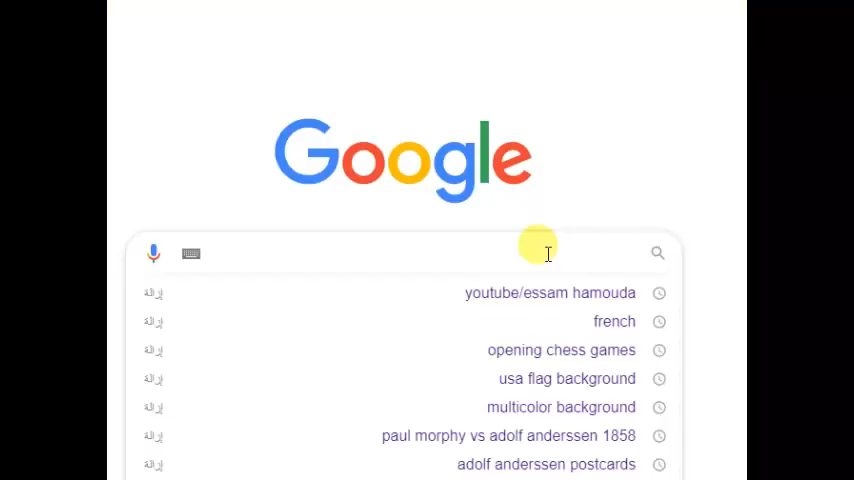 Google
youtube/essam hamouda
إزالة
french
إزالة
opening chess games
إزالة
usa flag background
إزالة
multicolor background
إزالة
paul morphy vs adolf anderssen 1858
إزالة
adolf anderssen postcards
إزالة